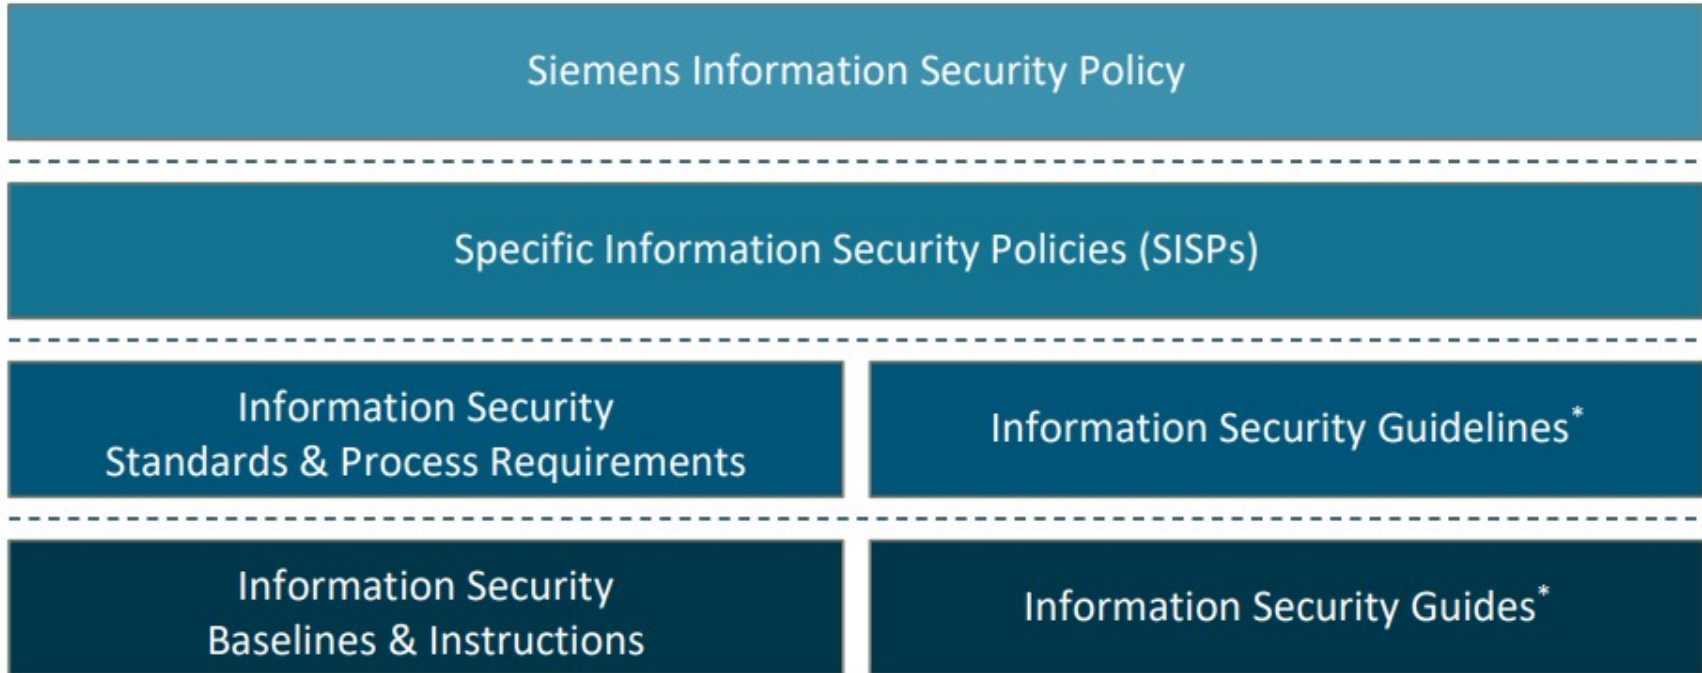 Siemens Information Security Policy
Specific Information Security Policies (SISPs)
Information Security
Standards & Process Requirements
Information Security Guidelines*
Information Security
Baselines & Instructions
Information Security Guides*